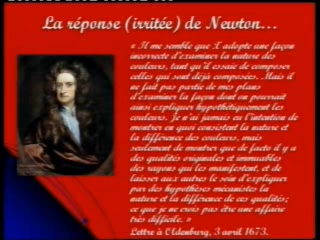 La réponse (irritée) de Newton...
« Il me semble que X adopte une façon
incorrecte d'examiner la nature des
couleurs, tant qu'il essaie de composer
celles qui sont déjà composées. Mais il
ne fait pas partie de mes plans
d'examiner la façon dont on pourrait
ainsi expliquer hypothétiquement les
couleurs. Je n'ai jamais eu l'intention de
montrer en quoi consistent la nature et
la différence des couleurs, mais
seulement de montrer que de facto il y a
des qualités originales et immuables
des rayons qui les manifestent, et de
laisser aux autres le soin d'expliquer
par des hypothèses mécanistes la
nature et la différence de ces qualités;
ce que je ne crois pas être une affaire
très difficile. »
Lettre à Oldenburg, 3 avril 1673.